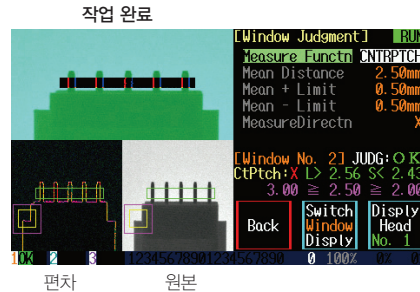 작업 완료
[Window Judgment] RUN
Measure Functn CNTRPTCH
Mean Distance 2.50mm
Mean + Limit 0.50mm
Mean - Limit 0.50mm
MeasureDirectn X
[Window No. 2] JUDG:OK
CtPtch:X L> 2.56 S< 2.43
3.00 ≧ 2.50 ≧ 2.00
Back
Switch Window Disply
Disply Head No. 1
1OK 2 3 123456789012345678901234567890 0 100% 0% 0
편차 원본